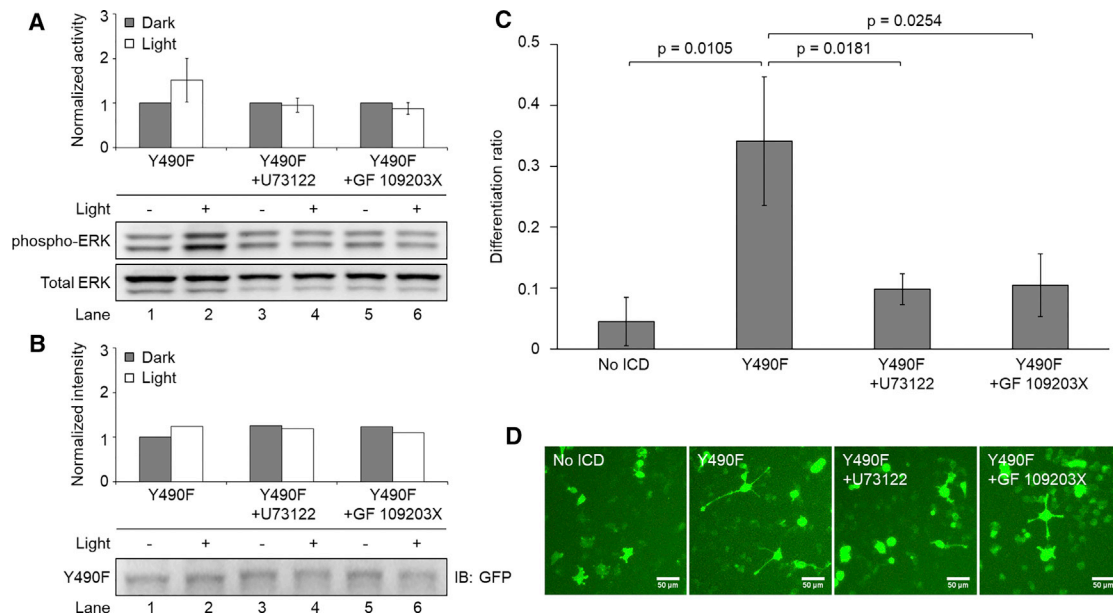 A
Normalized activity
3
2
1
0
Dark
Light
Y490F
Y490F
+U73122
Y490F
+GF 109203X
Light - + - + - +
phospho-ERK
Total ERK
Lane 1 2 3 4 5 6
B
Normalized intensity
3
2
1
0
Dark
Light
Y490F
Y490F
+U73122
Y490F
+GF 109203X
Light - + - + - +
Y490F
IB: GFP
Lane 1 2 3 4 5 6
C
p = 0.0254
p = 0.0105
p = 0.0181
Differentiation ratio
0.5
0.4
0.3
0.2
0.1
0
No ICD
Y490F
Y490F
+U73122
Y490F
+GF 109203X
D
No ICD
50 µm
Y490F
50 µm
Y490F
+U73122
50 µm
Y490F
+GF 109203X
50 µm